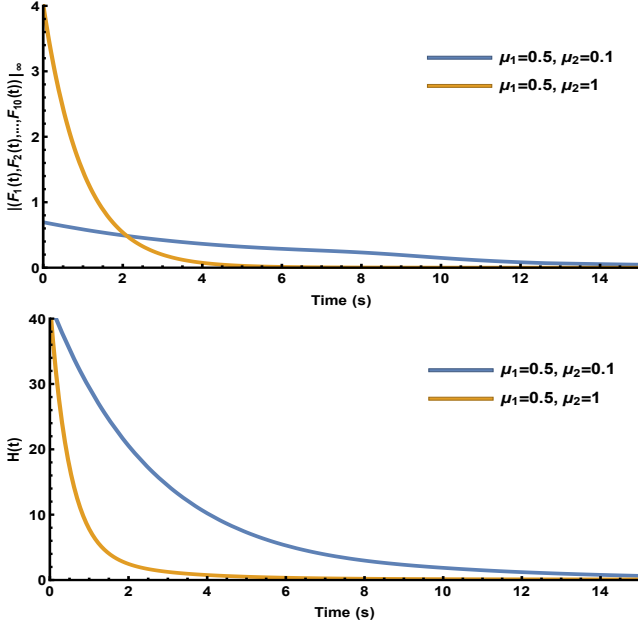 4
3
2
1
0
|(F₁(t),F₂(t),...,F₁₀(t))|∞
μ₁=0.5, μ₂=0.1
μ₁=0.5, μ₂=1
0 2 4 6 8 10 12 14
Time (s)
40
30
20
10
0
H(t)
μ₁=0.5, μ₂=0.1
μ₁=0.5, μ₂=1
0 2 4 6 8 10 12 14
Time (s)